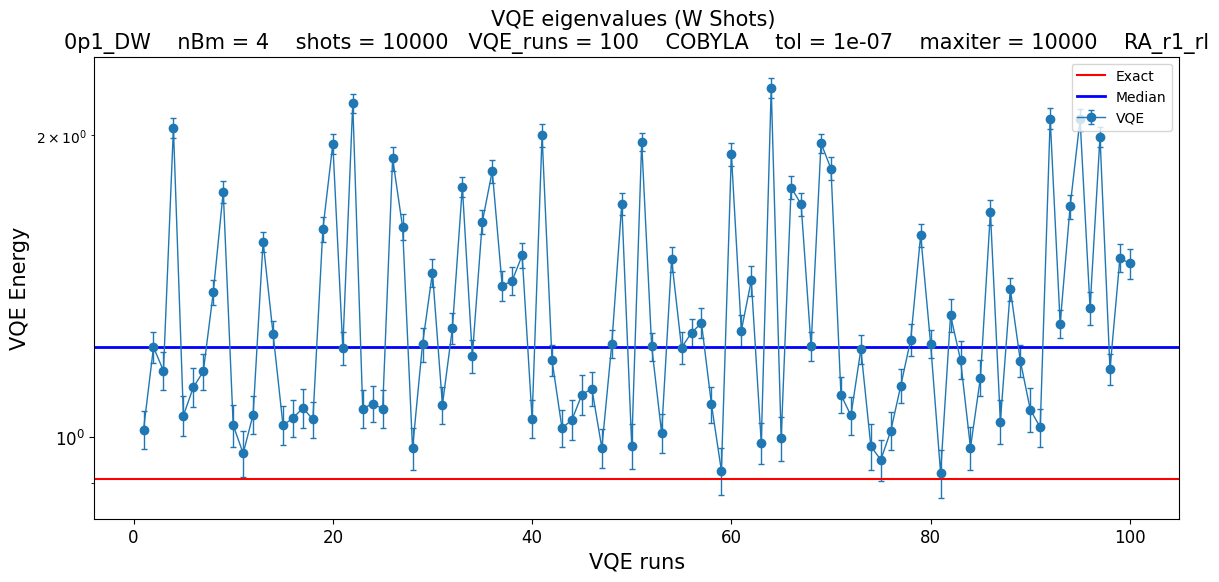 VQE eigenvalues (W Shots)
0p1_DW    nBm = 4    shots = 10000   VQE_runs = 100    COBYLA    tol = 1e-07    maxiter = 10000    RA_r1_rl
Exact
Median
VQE
2 × 10⁰
10⁰
VQE Energy
0 20 40 60 80 100
VQE runs